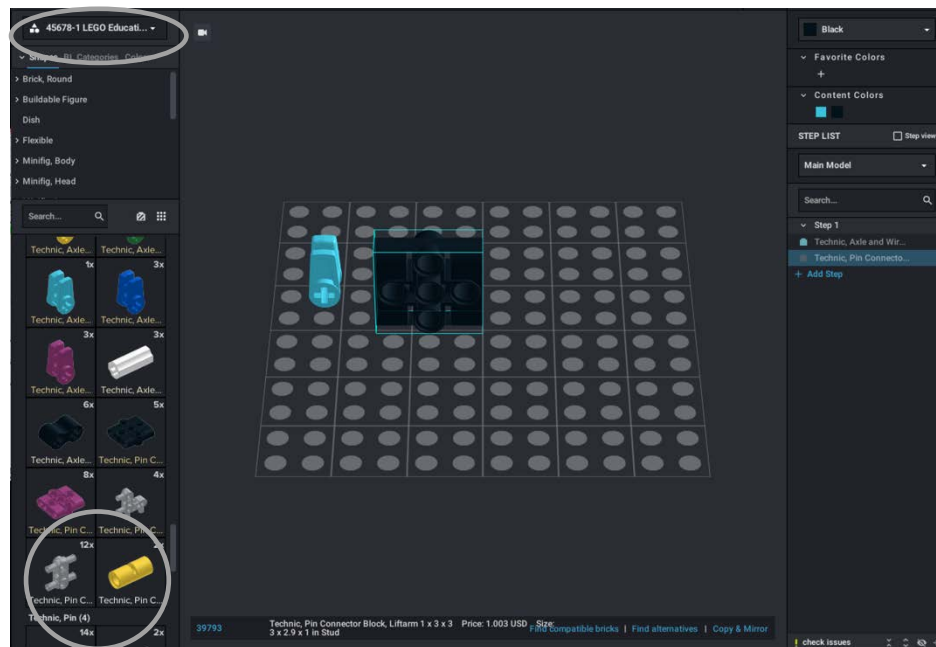 45678-1 LEGO Educati...
Shapes BL Categories Colo
Brick, Round
Buildable Figure
Dish
Flexible
Minifig, Body
Minifig, Head
Search...
Technic, Axle... Technic, Axle...
1x 3x
Technic, Axle... Technic, Axle...
3x 3x
Technic, Axle... Technic, Axle...
6x 5x
Technic, Axle... Technic, Pin C...
8x 4x
Technic, Pin C... Technic, Pin C...
12x 2x
Technic, Pin C... Technic, Pin C...
Technic, Pin (4)
14x 2x
39793
Technic, Pin Connector Block, Liftarm 1 x 3 x 3 Price: 1.003 USD Size:
3 x 2.9 x 1 in Stud
Find compatible bricks | Find alternatives | Copy & Mirror
Black
Favorite Colors
+
Content Colors
STEP LIST Step view
Main Model
Search...
Step 1
Technic, Axle and Wir...
Technic, Pin Connecto...
+ Add Step
! check issues